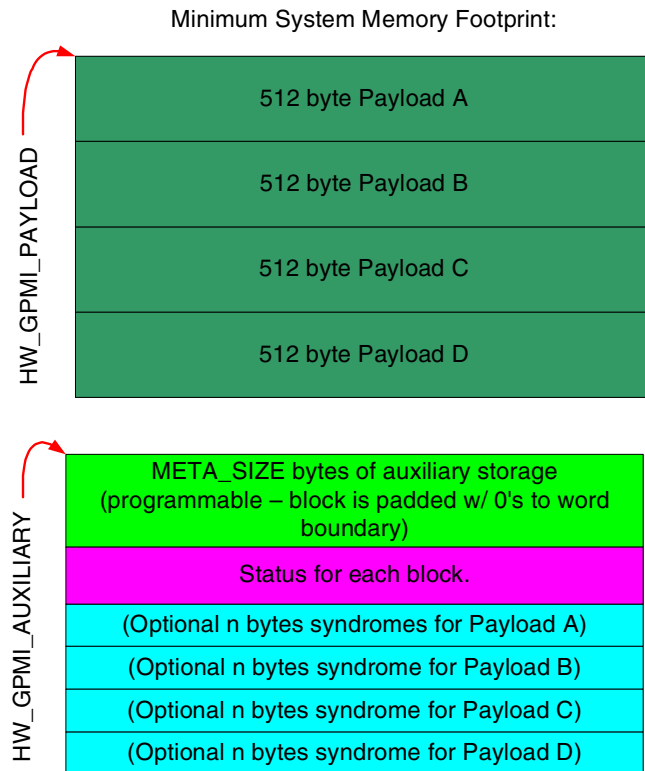 Minimum System Memory Footprint:
HW_GPMI_PAYLOAD
512 byte Payload A
512 byte Payload B
512 byte Payload C
512 byte Payload D
HW_GPMI_AUXILIARY
META_SIZE bytes of auxiliary storage
(programmable – block is padded w/ 0's to word
boundary)
Status for each block.
(Optional n bytes syndromes for Payload A)
(Optional n bytes syndrome for Payload B)
(Optional n bytes syndrome for Payload C)
(Optional n bytes syndrome for Payload D)